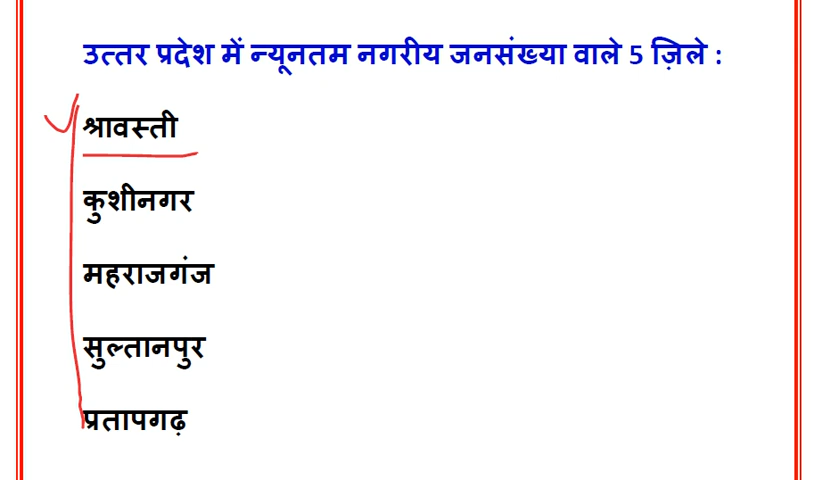 उत्तर प्रदेश में न्यूनतम नगरीय जनसंख्या वाले 5 ज़िले :
श्रावस्ती
कुशीनगर
महराजगंज
सुल्तानपुर
प्रतापगढ़